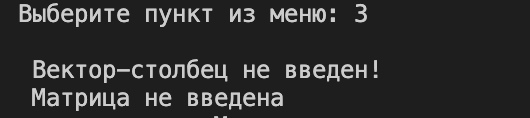 Выберите пункт из меню: 3
Вектор-столбец не введен!
Матрица не введена